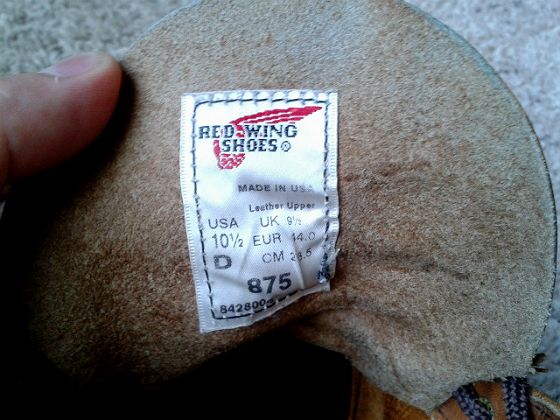 RED WING
SHOES®
MADE IN USA
Leather Upper
USA UK 9½
10½ EUR 44.0
D CM 28.5
875